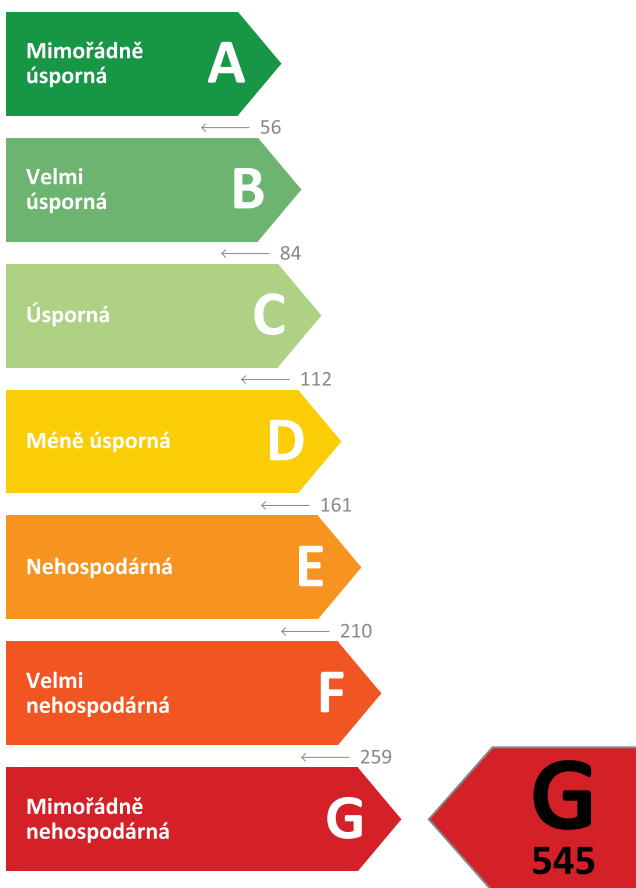 Mimořádně
úsporná
A
56
Velmi
úsporná
B
84
Úsporná
C
112
Méně úsporná
D
161
Nehospodárná
E
210
Velmi
nehospodárná
F
259
Mimořádně
nehospodárná
G
G
545